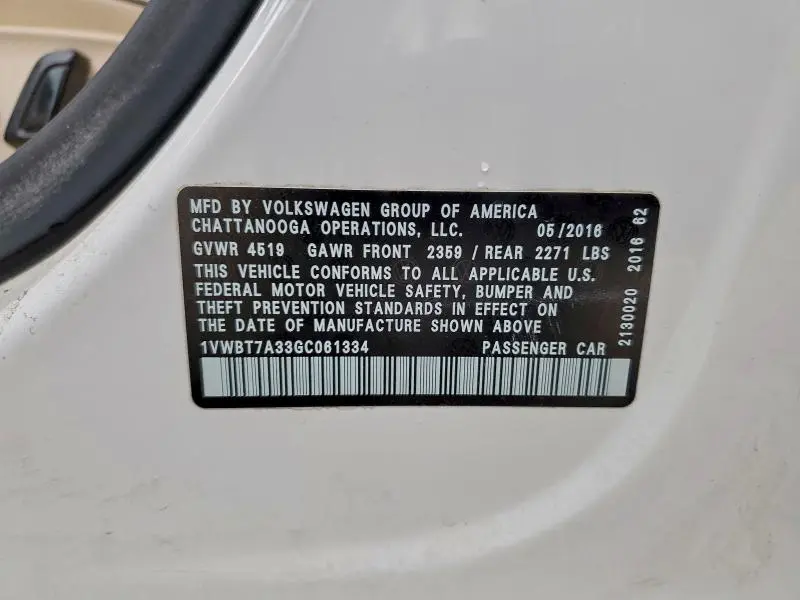 MFD BY VOLKSWAGEN GROUP OF AMERICA
CHATTANOOGA OPERATIONS, LLC. 05/2016
GVWR 4519 GAWR FRONT 2359 / REAR 2271 LBS
THIS VEHICLE CONFORMS TO ALL APPLICABLE U.S.
FEDERAL MOTOR VEHICLE SAFETY, BUMPER AND
THEFT PREVENTION STANDARDS IN EFFECT ON
THE DATE OF MANUFACTURE SHOWN ABOVE
1VWBT7A33GC061334 PASSENGER CAR
2130020 2016 62